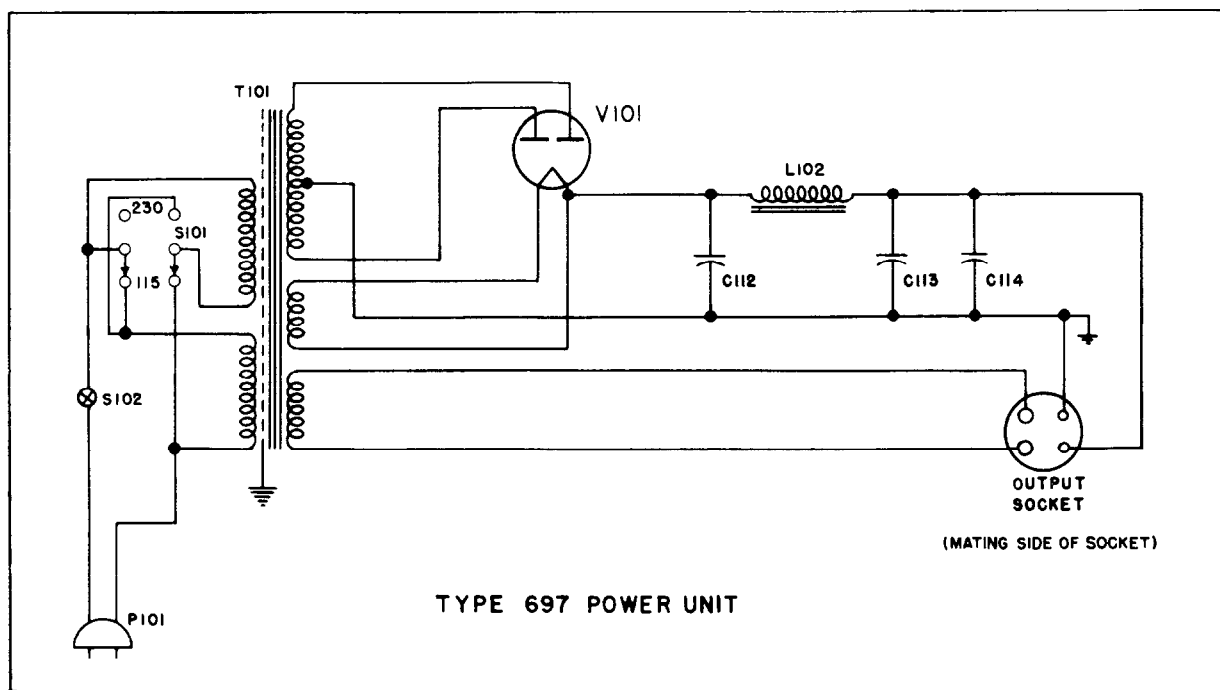 T101
V101
L102
230
S101
115
C112
C113
C114
S102
OUTPUT
SOCKET
(MATING SIDE OF SOCKET)
TYPE 697 POWER UNIT
P101